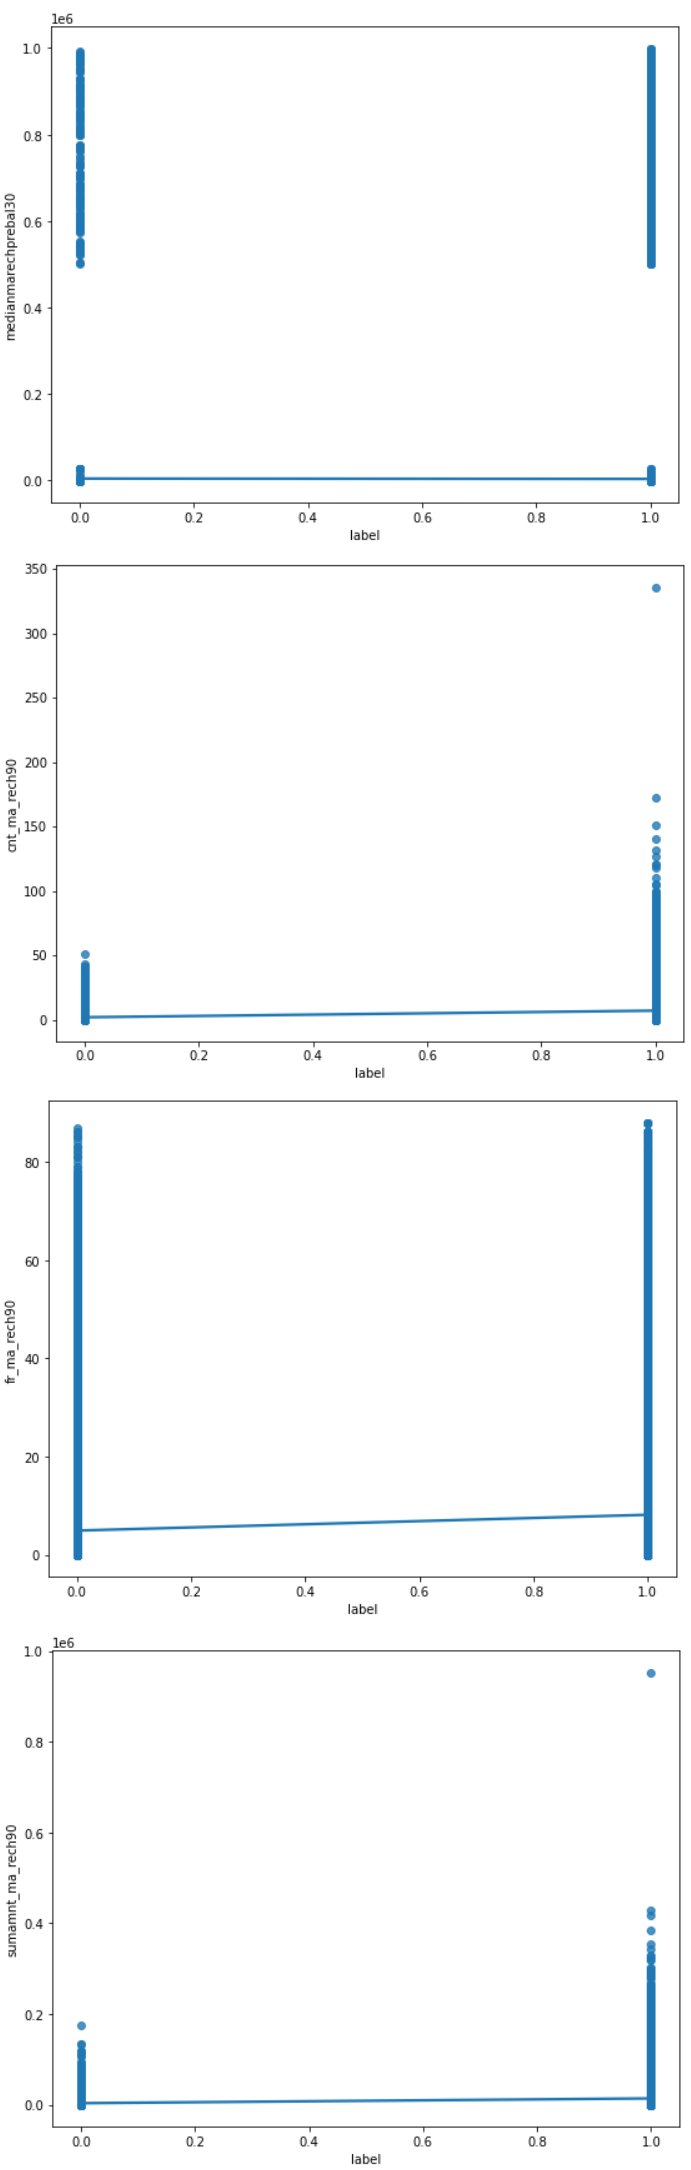 1e6
1.0
0.8
0.6
0.4
0.2
0.0
medianmarechprebal30
0.0 0.2 0.4 0.6 0.8 1.0
label
350
300
250
200
150
100
50
0
cnt_ma_rech90
0.0 0.2 0.4 0.6 0.8 1.0
label
80
60
40
20
0
fr_ma_rech90
0.0 0.2 0.4 0.6 0.8 1.0
label
1e6
1.0
0.8
0.6
0.4
0.2
0.0
sumamnt_ma_rech90
0.0 0.2 0.4 0.6 0.8 1.0
label